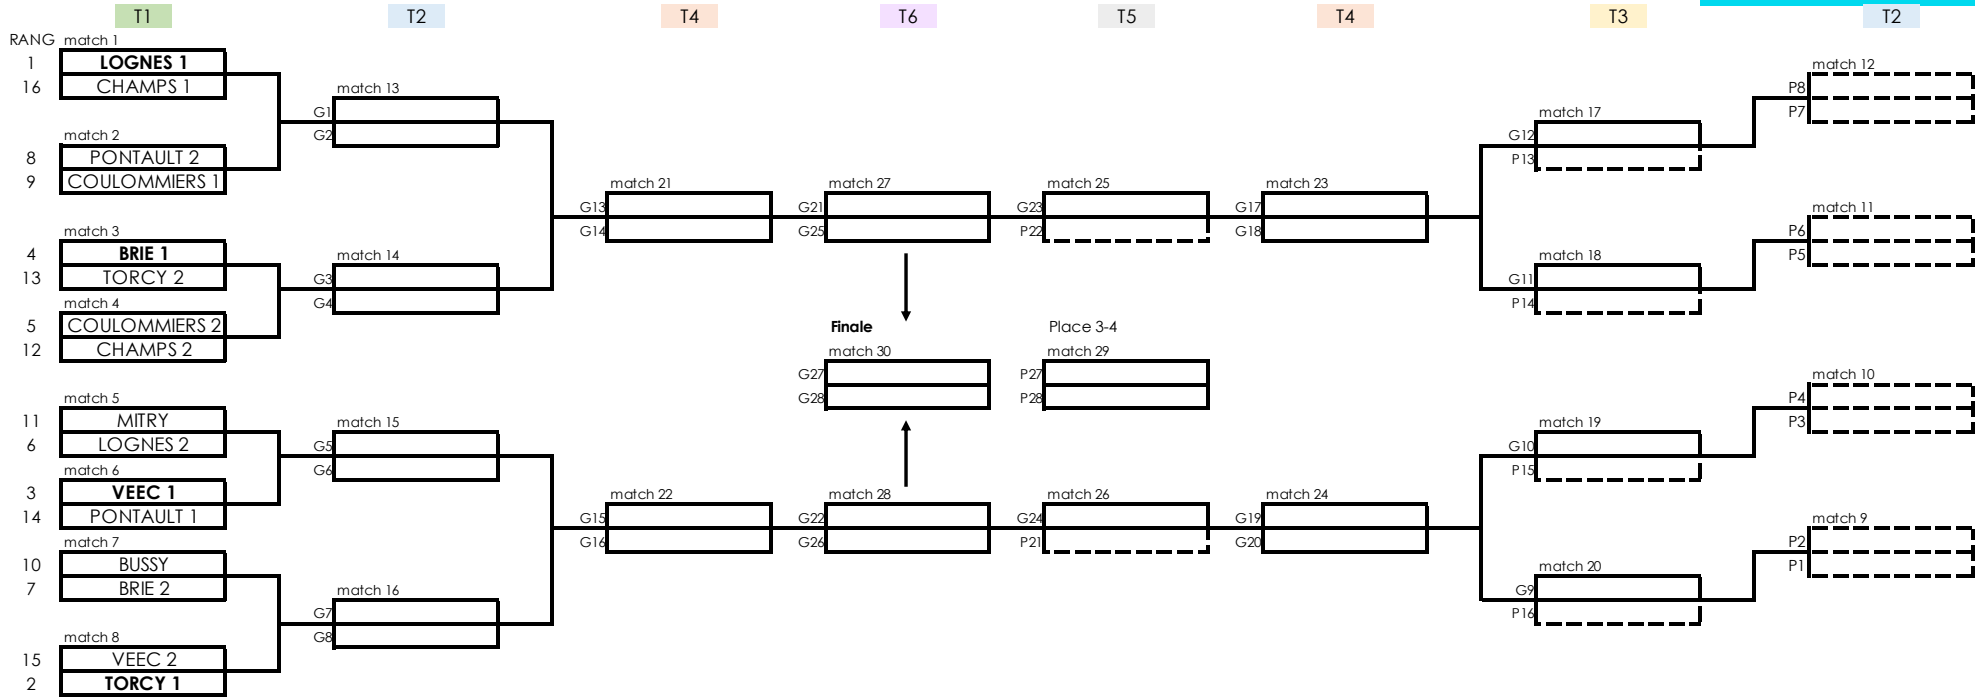 T1 T2 T4 T6 T5 T4 T3 T2
RANG match 1
1 LOGNES 1
16 CHAMPS 1
match 2
8 PONTAULT 2
9 COULOMMIERS 1
match 3
4 BRIE 1
13 TORCY 2
match 4
5 COULOMMIERS 2
12 CHAMPS 2
match 5
11 MITRY
6 LOGNES 2
match 6
3 VEEC 1
14 PONTAULT 1
match 7
10 BUSSY
7 BRIE 2
match 8
15 VEEC 2
2 TORCY 1
match 13
G1
G2
match 14
G3
G4
match 15
G5
G6
match 16
G7
G8
match 21
G13
G14
match 22
G15
G16
match 27
G21
G25
Finale
match 30
G27
G28
match 28
G22
G26
match 25
G23
P22
Place 3-4
match 29
P27
P28
match 26
G24
P21
match 23
G17
G18
match 24
G19
G20
match 17
G12
P13
match 18
G11
P14
match 19
G10
P15
match 20
G9
P16
match 12
P8
P7
match 11
P6
P5
match 10
P4
P3
match 9
P2
P1